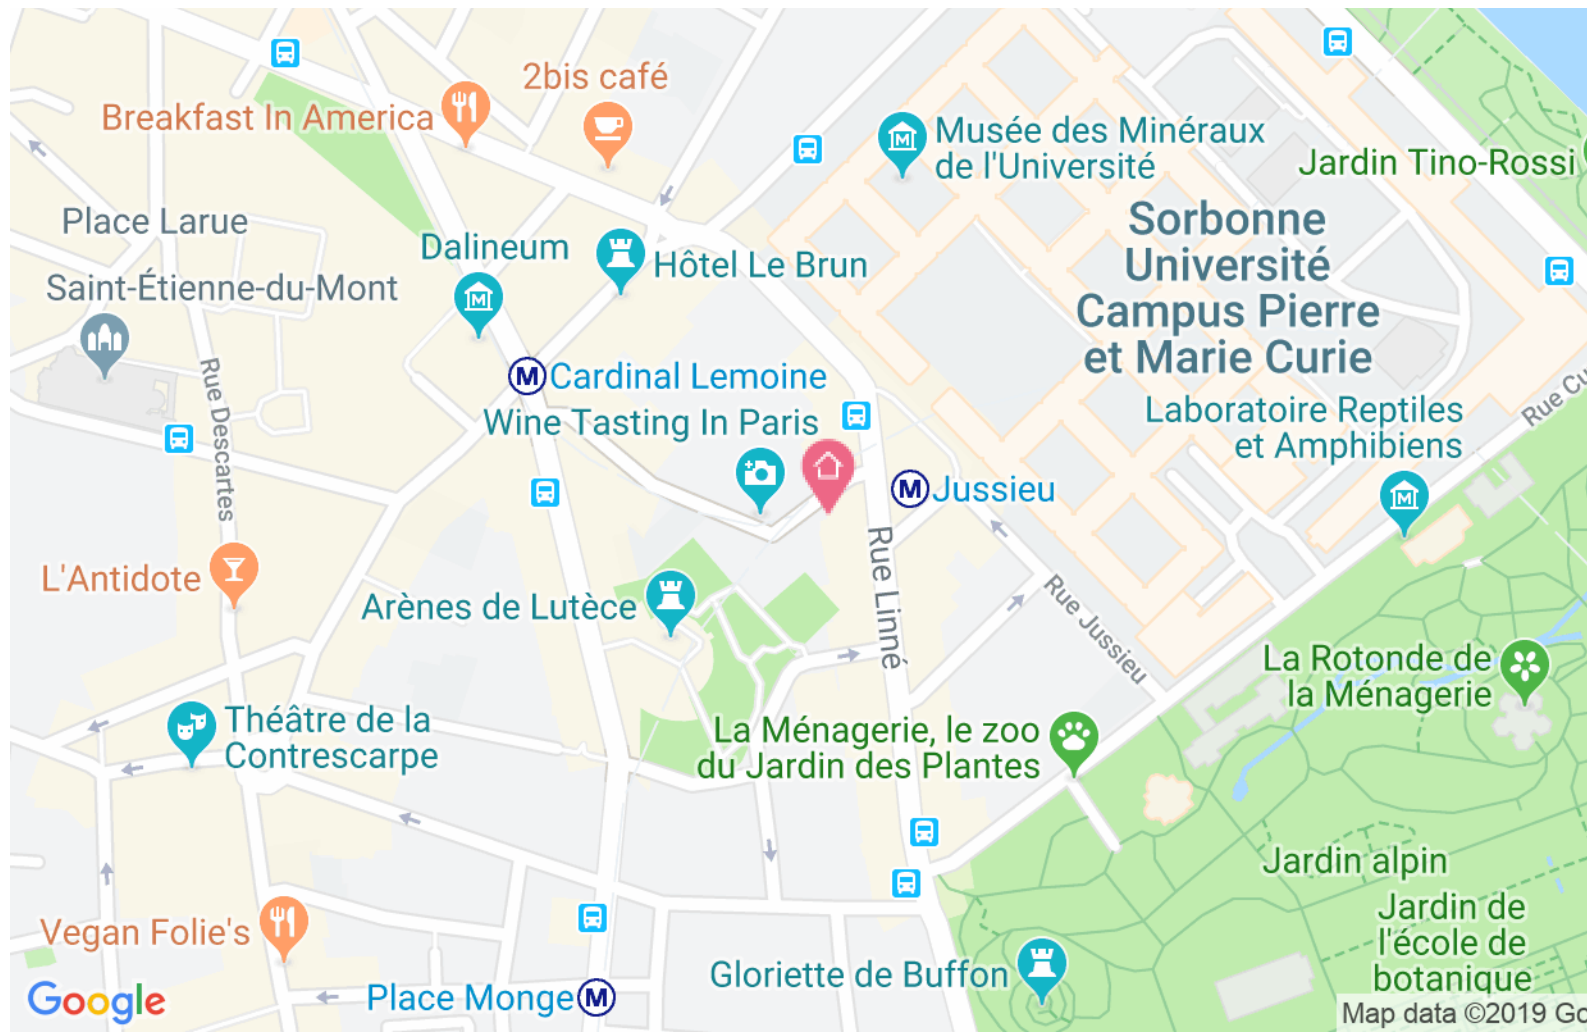 2bis café
Breakfast In America
Musée des Minéraux
de l'Université
Jardin Tino-Rossi
Place Larue
Dalineum
Hôtel Le Brun
Sorbonne
Université
Campus Pierre
et Marie Curie
Saint-Étienne-du-Mont
Rue Descartes
M
Cardinal Lemoine
Wine Tasting In Paris
Laboratoire Reptiles
et Amphibiens
Rue Cu
M
Jussieu
Rue Linné
L'Antidote
Arènes de Lutèce
Rue Jussieu
La Rotonde de
la Ménagerie
Théâtre de la
Contrescarpe
La Ménagerie, le zoo
du Jardin des Plantes
Jardin alpin
Vegan Folie's
Jardin de
l'école de
botanique
Gloriette de Buffon
Google
Place Monge
M
Map data ©2019 Go